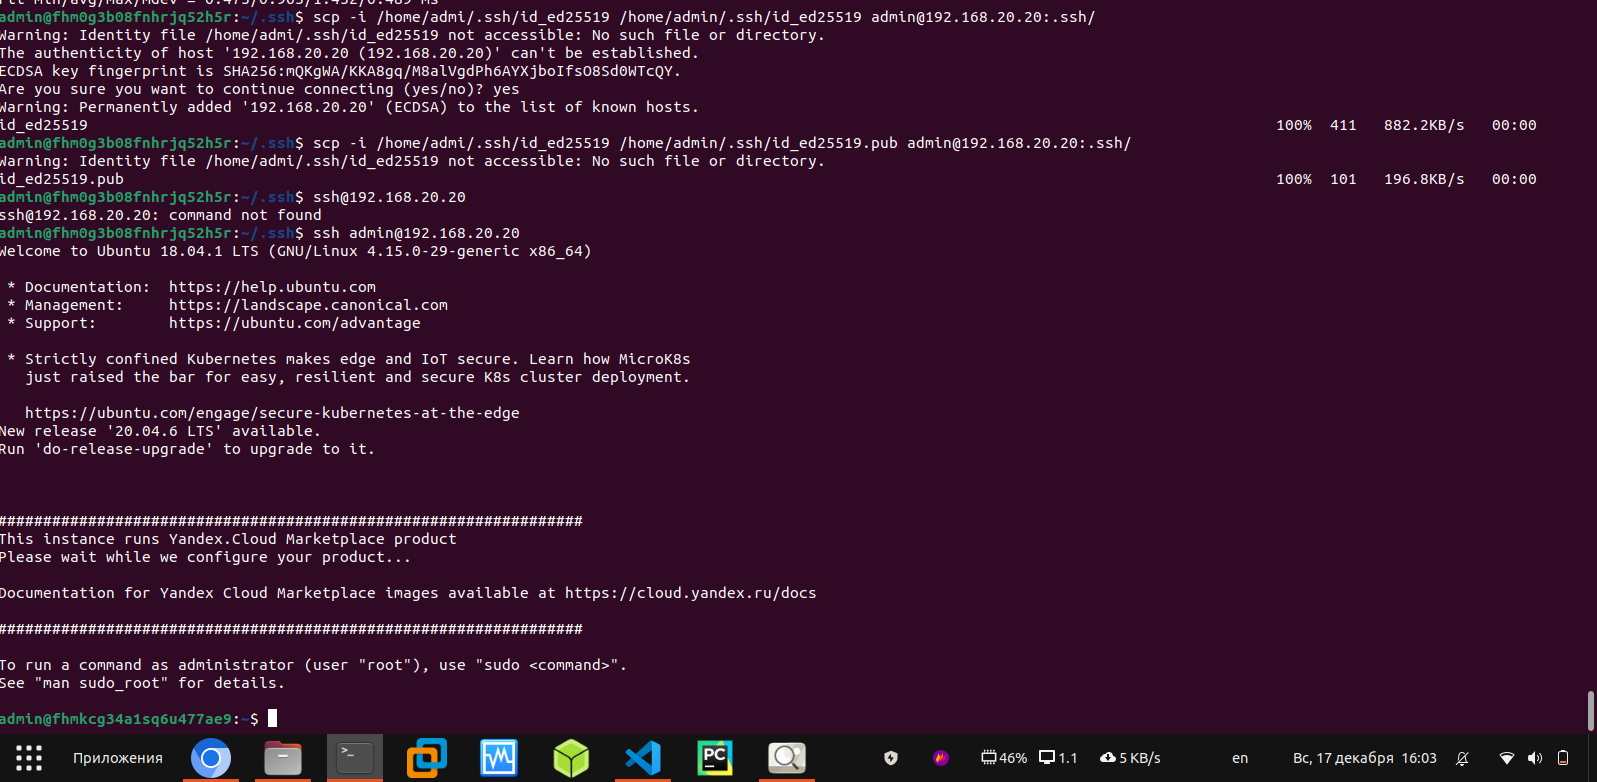 rtt min/avg/max/mdev = 0.475/0.963/1.452/0.489 ms
admin@fhm0g3b08fnhrjq52h5r:~/.ssh$ scp -i /home/admi/.ssh/id_ed25519 /home/admin/.ssh/id_ed25519 admin@192.168.20.20:.ssh/
Warning: Identity file /home/admi/.ssh/id_ed25519 not accessible: No such file or directory.
The authenticity of host '192.168.20.20 (192.168.20.20)' can't be established.
ECDSA key fingerprint is SHA256:mQKgWA/KKA8gq/M8alVgdPh6AYXjboIfsO8Sd0WTcQY.
Are you sure you want to continue connecting (yes/no)? yes
Warning: Permanently added '192.168.20.20' (ECDSA) to the list of known hosts.
id_ed25519 100% 411 882.2KB/s 00:00
admin@fhm0g3b08fnhrjq52h5r:~/.ssh$ scp -i /home/admi/.ssh/id_ed25519 /home/admin/.ssh/id_ed25519.pub admin@192.168.20.20:.ssh/
Warning: Identity file /home/admi/.ssh/id_ed25519 not accessible: No such file or directory.
id_ed25519.pub 100% 101 196.8KB/s 00:00
admin@fhm0g3b08fnhrjq52h5r:~/.ssh$ ssh@192.168.20.20
ssh@192.168.20.20: command not found
admin@fhm0g3b08fnhrjq52h5r:~/.ssh$ ssh admin@192.168.20.20
Welcome to Ubuntu 18.04.1 LTS (GNU/Linux 4.15.0-29-generic x86_64)
* Documentation: https://help.ubuntu.com
* Management: https://landscape.canonical.com
* Support: https://ubuntu.com/advantage
* Strictly confined Kubernetes makes edge and IoT secure. Learn how MicroK8s
just raised the bar for easy, resilient and secure K8s cluster deployment.
https://ubuntu.com/engage/secure-kubernetes-at-the-edge
New release '20.04.6 LTS' available.
Run 'do-release-upgrade' to upgrade to it.
#################################################################
This instance runs Yandex.Cloud Marketplace product
Please wait while we configure your product...
Documentation for Yandex Cloud Marketplace images available at https://cloud.yandex.ru/docs
#################################################################
To run a command as administrator (user "root"), use "sudo <command>".
See "man sudo_root" for details.
admin@fhmkcg34a1sq6u477ae9:~$
Приложения >_ PC 46% 1.1 5 KB/s en Вс, 17 декабря 16:03